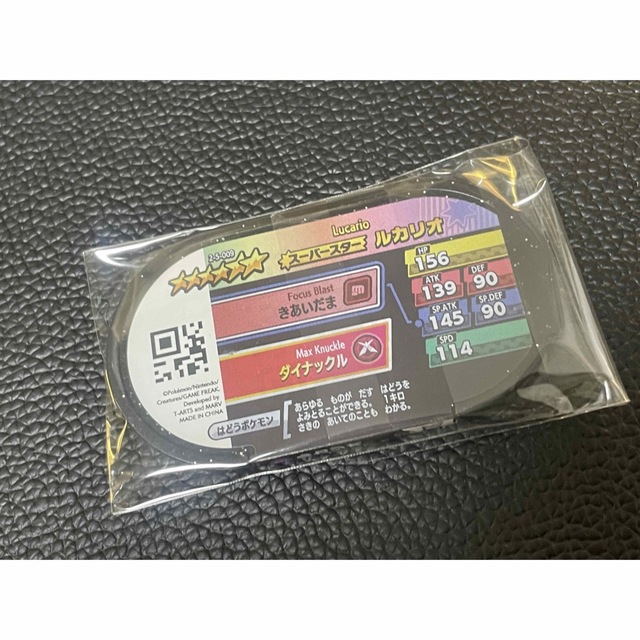 2-5-009
Lucario
スーパースター ルカリオ
Focus Blast
きあいだま
Max Knuckle
ダイナックル
HP
156
ATK
139
DEF
90
SP.ATK
145
SP.DEF
90
SPD
114
©Pokémon/Nintendo/
Creatures/GAME FREAK
Developed by
T-ARTS and MARV
MADE IN CHINA
はどうポケモン
あらゆる ものが だす はどうを
よみとることができる。 1キロ
さきの あいてのことも わかる。